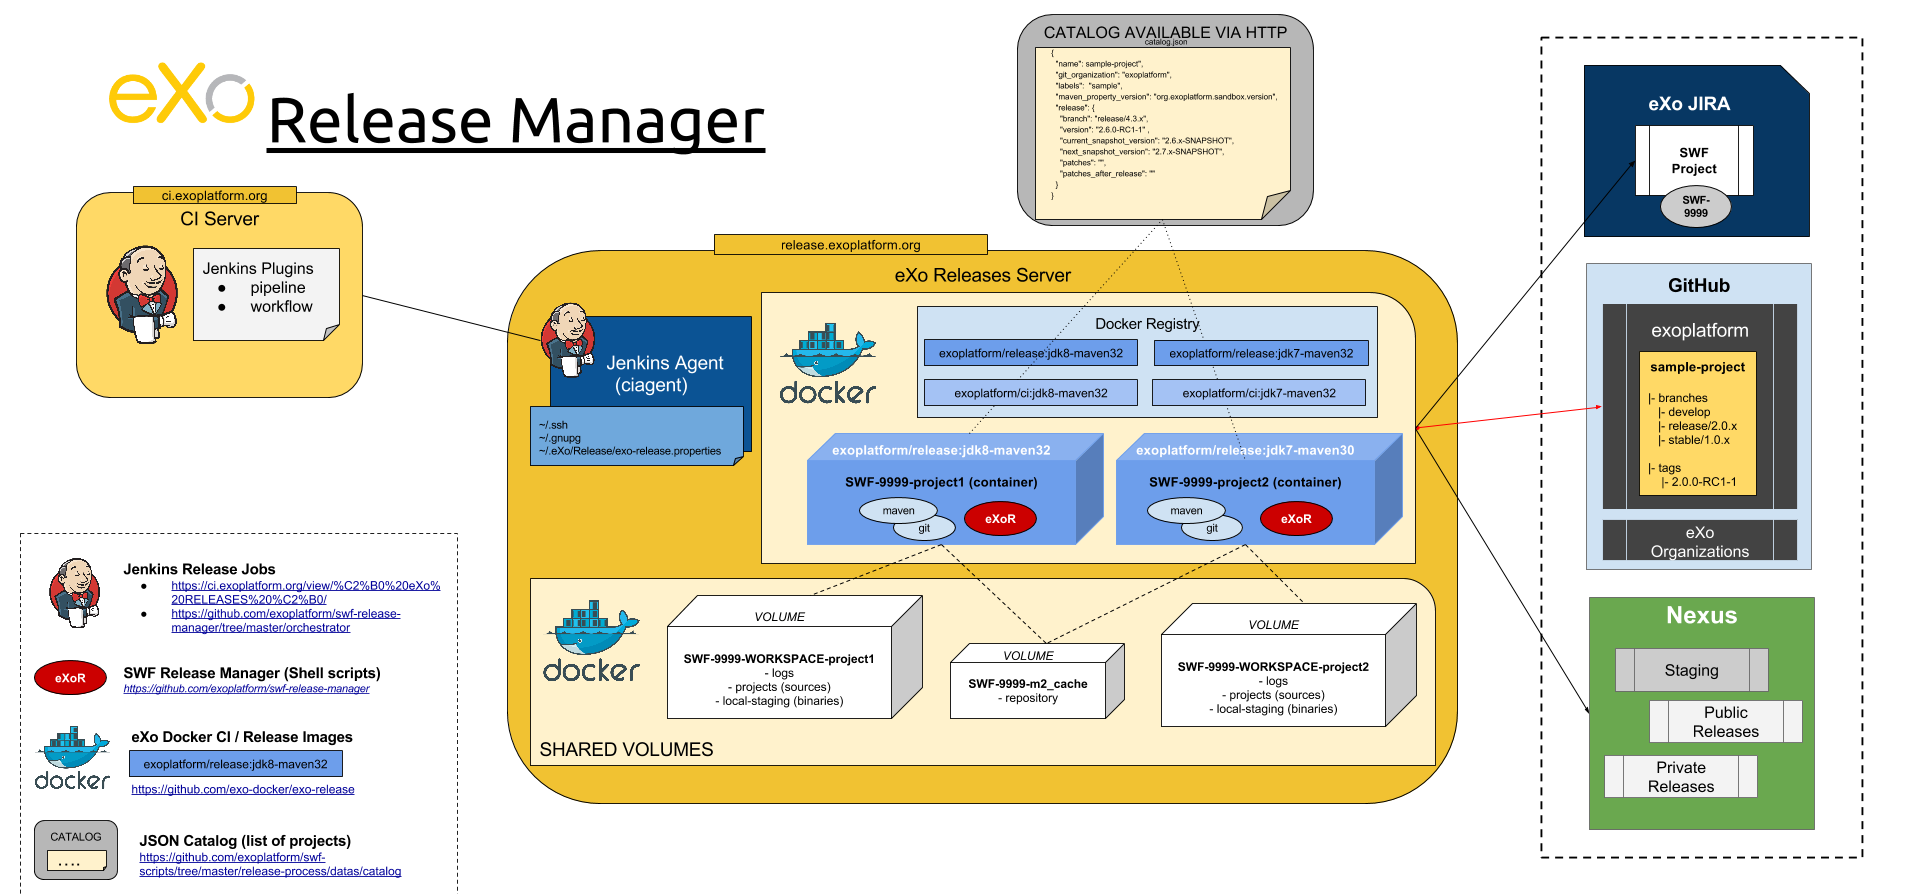 eXo
Release Manager
ci.exoplatform.org
CI Server
Jenkins Plugins
● pipeline
● workflow
CATALOG AVAILABLE VIA HTTP
catalog.json
{
"name": sample-project",
"git_organization": "exoplatform",
"labels": "sample",
"maven_property_version": "org.exoplatform.sandbox.version",
"release": {
"branch": "release/4.3.x",
"version": "2.6.0-RC1-1" ,
"current_snapshot_version": "2.6.x-SNAPSHOT",
"next_snapshot_version": "2.7.x-SNAPSHOT",
"patches": "",
"patches_after_release": ""
}
}
release.exoplatform.org
eXo Releases Server
Jenkins Agent
(ciagent)
~/.ssh
~/.gnupg
~/.eXo/Release/exo-release.properties
docker
Docker Registry
exoplatform/release:jdk8-maven32
exoplatform/release:jdk7-maven32
exoplatform/ci:jdk8-maven32
exoplatform/ci:jdk7-maven32
exoplatform/release:jdk8-maven32
SWF-9999-project1 (container)
maven
git
eXoR
exoplatform/release:jdk7-maven30
SWF-9999-project2 (container)
maven
git
eXoR
docker
VOLUME
SWF-9999-WORKSPACE-project1
- logs
- projects (sources)
- local-staging (binaries)
VOLUME
SWF-9999-m2_cache
- repository
VOLUME
SWF-9999-WORKSPACE-project2
- logs
- projects (sources)
- local-staging (binaries)
SHARED VOLUMES
eXo JIRA
SWF
Project
SWF-
9999
GitHub
exoplatform
sample-project
|- branches
|- develop
|- release/2.0.x
|- stable/1.0.x
|- tags
|- 2.0.0-RC1-1
eXo
Organizations
Nexus
Staging
Public
Releases
Private
Releases
Jenkins Release Jobs
● https://ci.exoplatform.org/view/%C2%B0%20eXo%
20RELEASES%20%C2%B0/
● https://github.com/exoplatform/swf-release-
manager/tree/master/orchestrator
eXoR
SWF Release Manager (Shell scripts)
https://github.com/exoplatform/swf-release-manager
docker
eXo Docker CI / Release Images
exoplatform/release:jdk8-maven32
https://github.com/exo-docker/exo-release
CATALOG
....
JSON Catalog (list of projects)
https://github.com/exoplatform/swf-
scripts/tree/master/release-process/datas/catalog